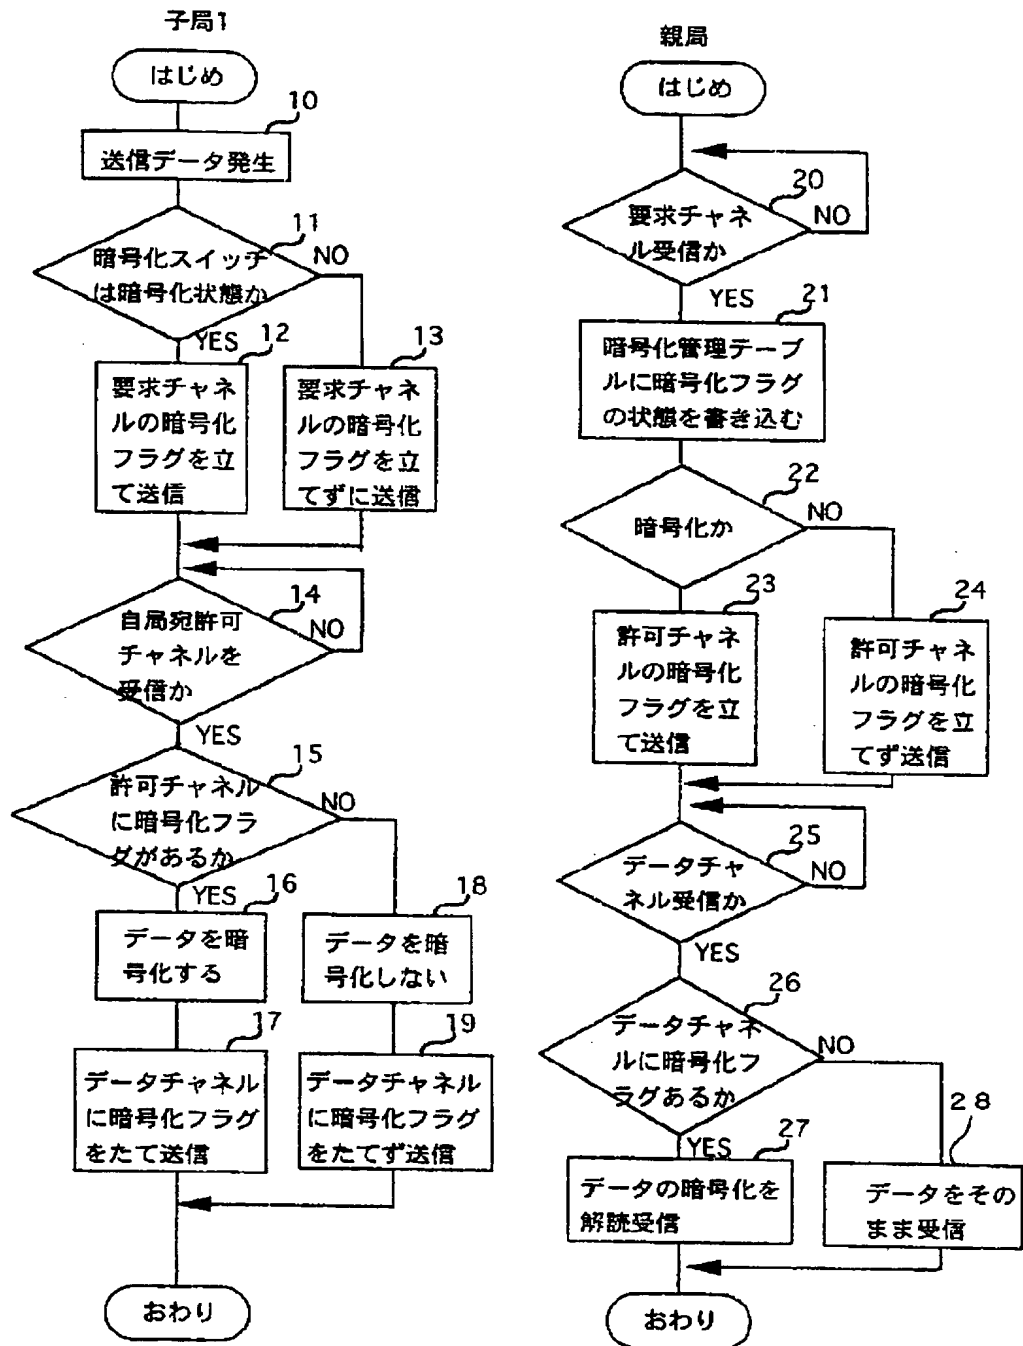 子局1
はじめ
10
送信データ発生
11
暗号化スイッチ
は暗号化状態か
NO
YES
12
要求チャネ
ルの暗号化
フラグを立
て送信
13
要求チャネ
ルの暗号化
フラグを立
てずに送信
14
自局宛許可
チャネルを
受信か
NO
YES
15
許可チャネル
に暗号化フラ
グがあるか
NO
YES
16
データを暗
号化する
18
データを暗
号化しない
17
データチャネル
に暗号化フラグ
をたて送信
19
データチャネル
に暗号化フラグ
をたてず送信
おわり
親局
はじめ
20
要求チャネ
ル受信か
NO
YES
21
暗号化管理テーブ
ルに暗号化フラグ
の状態を書き込む
22
暗号化か
NO
23
許可チャネ
ルの暗号化
フラグを立
て送信
24
許可チャネ
ルの暗号化
フラグを立
てず送信
25
データチャ
ネル受信か
NO
YES
26
データチャネ
ルに暗号化フ
ラグあるか
NO
YES
27
データの暗号化を
解読受信
28
データをその
まま受信
おわり